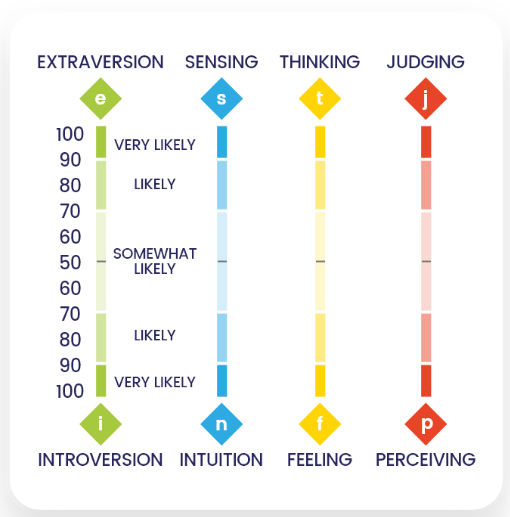 EXTRAVERSION SENSING THINKING JUDGING
e s t j
100
VERY LIKELY
90
80 LIKELY
70
60
SOMEWHAT
50
LIKELY
60
70
LIKELY
80
90
VERY LIKELY
100
i n f p
INTROVERSION INTUITION FEELING PERCEIVING